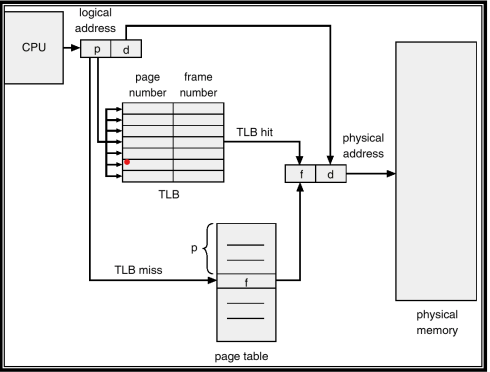 logical
address
CPU
p d
page
number
frame
number
TLB hit
physical
address
TLB
f d
p
TLB miss
f
physical
memory
page table